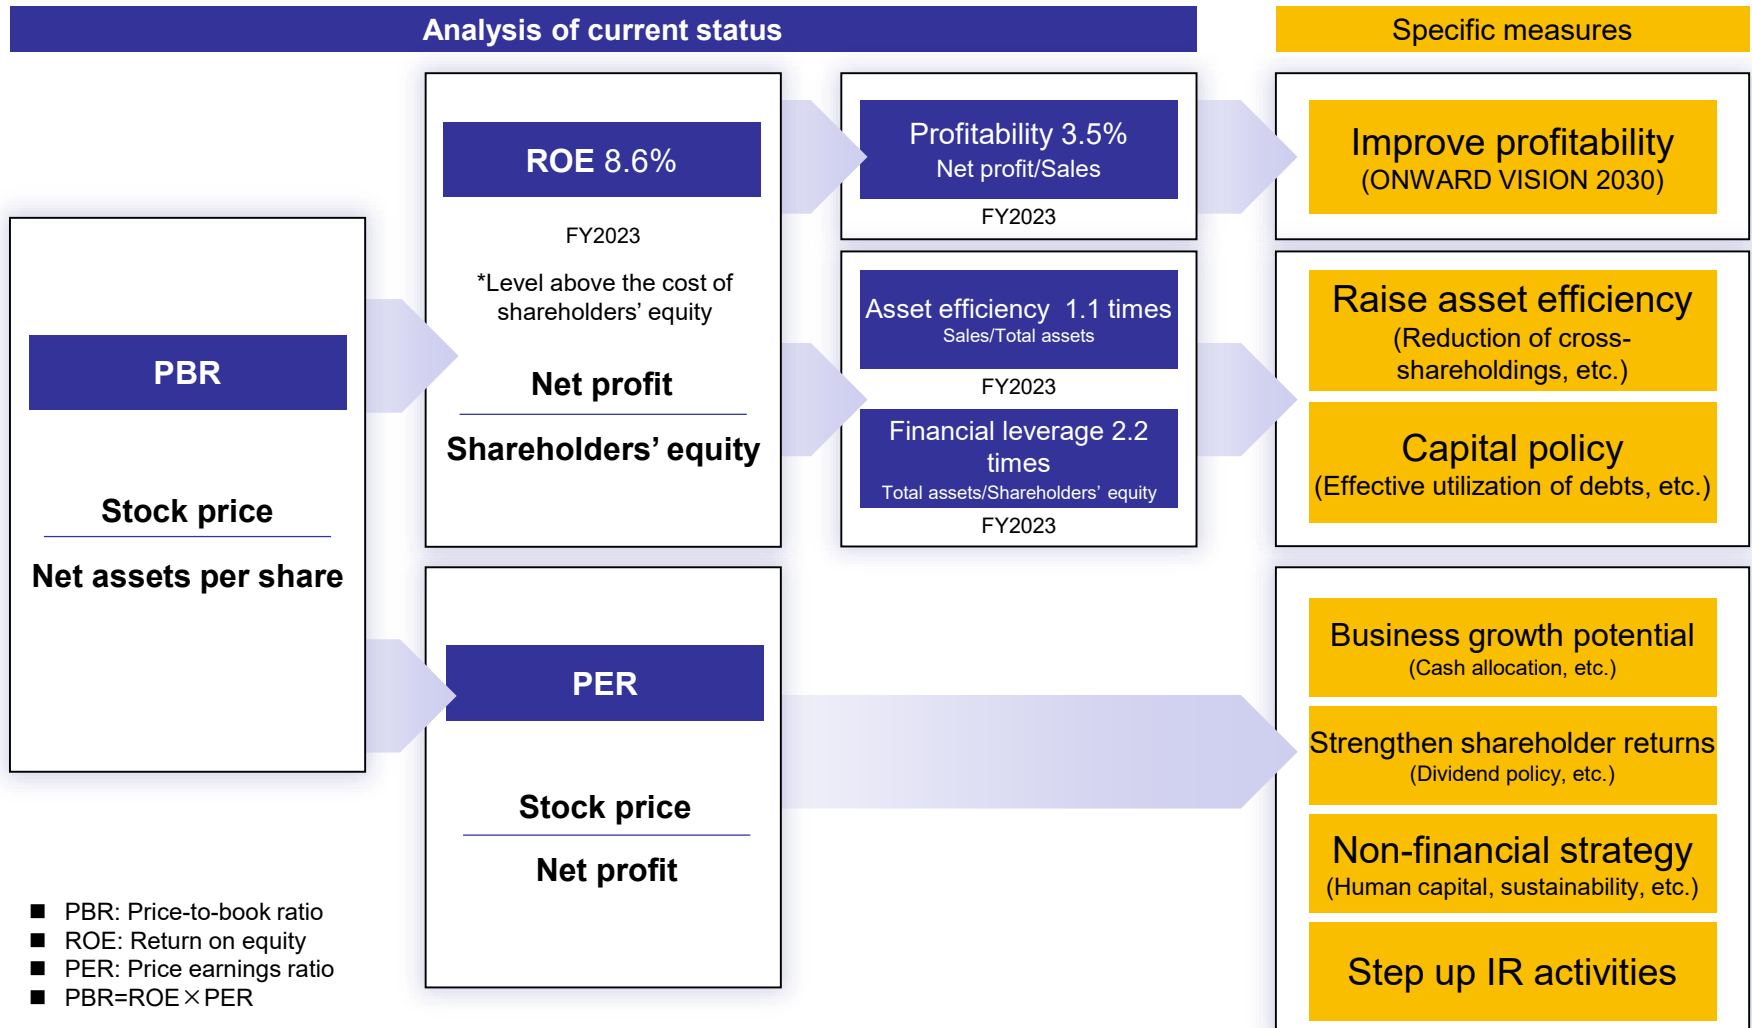 Analysis of current status
Specific measures
PBR
Stock price
Net assets per share
ROE 8.6%
FY2023
*Level above the cost of
shareholders’ equity
Net profit
Shareholders’ equity
PER
Stock price
Net profit
Profitability 3.5%
Net profit/Sales
FY2023
Asset efficiency 1.1 times
Sales/Total assets
FY2023
Financial leverage 2.2
times
Total assets/Shareholders’ equity
FY2023
Improve profitability
(ONWARD VISION 2030)
Raise asset efficiency
(Reduction of cross-
shareholdings, etc.)
Capital policy
(Effective utilization of debts, etc.)
Business growth potential
(Cash allocation, etc.)
Strengthen shareholder returns
(Dividend policy, etc.)
Non-financial strategy
(Human capital, sustainability, etc.)
Step up IR activities
■ PBR: Price-to-book ratio
■ ROE: Return on equity
■ PER: Price earnings ratio
■ PBR=ROE×PER